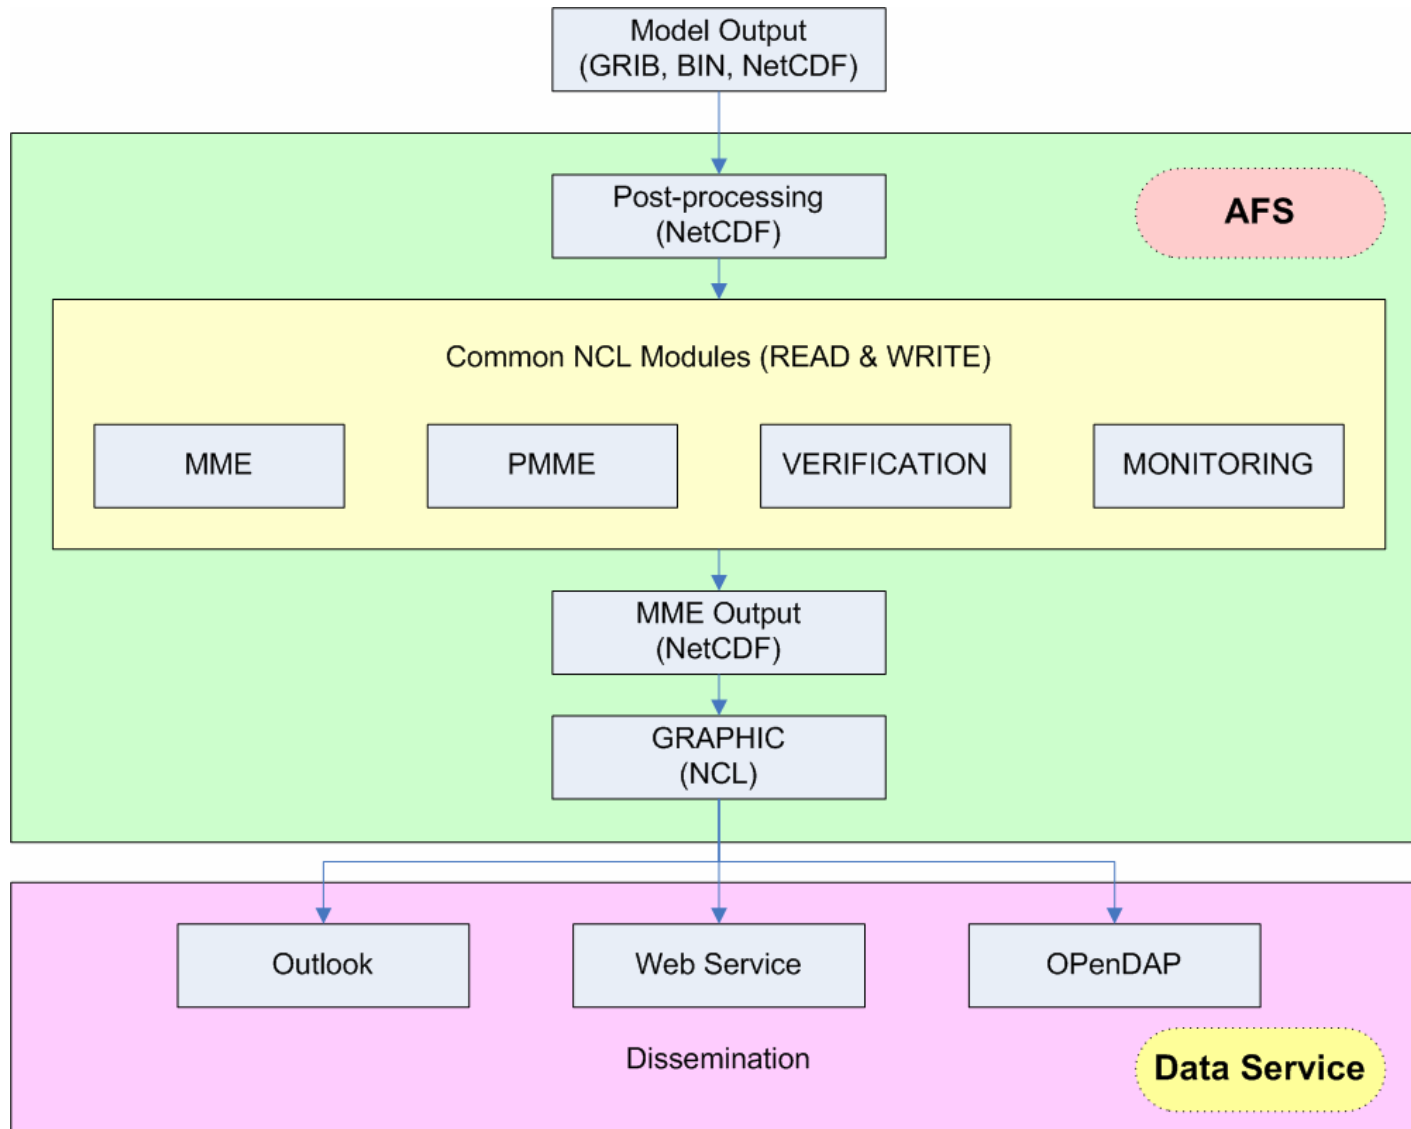 Model Output
(GRIB, BIN, NetCDF)
Post-processing
(NetCDF)
AFS
Common NCL Modules (READ & WRITE)
MME
PMME
VERIFICATION
MONITORING
MME Output
(NetCDF)
GRAPHIC
(NCL)
Outlook
Web Service
OPenDAP
Dissemination
Data Service